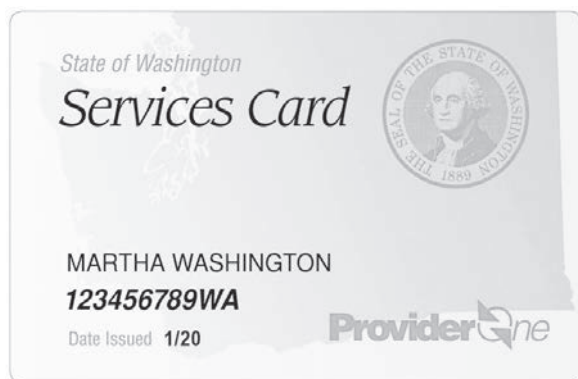 State of Washington
Services Card
THE SEAL OF THE STATE OF WASHINGTON
1889
MARTHA WASHINGTON
123456789WA
Date Issued 1/20
ProviderOne